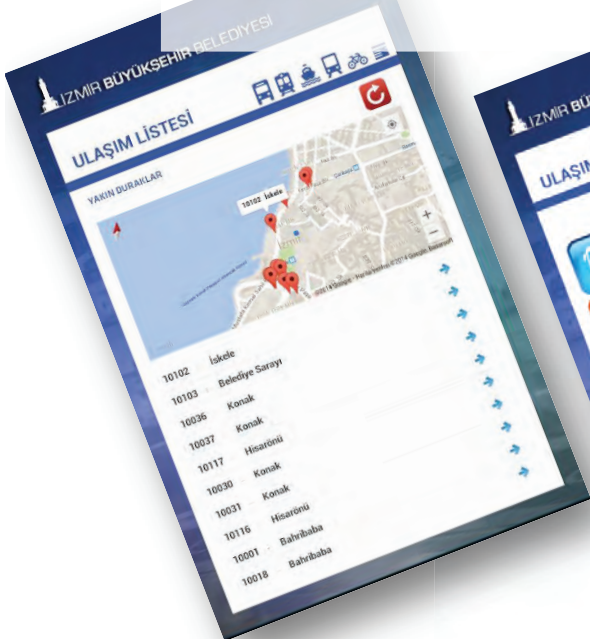 İZMİR BÜYÜKŞEHİR BELEDİYESİ
ULAŞIM LİSTESİ
YAKIN DURAKLAR
10102 İskele
10102 İskele
10103 Belediye Sarayı
10036 Konak
10037 Konak
10117 Hisarönü
10030 Konak
10031 Konak
10116 Hisarönü
10001 Bahribaba
10018 Bahribaba
İZMİR BÜ
ULAŞIM